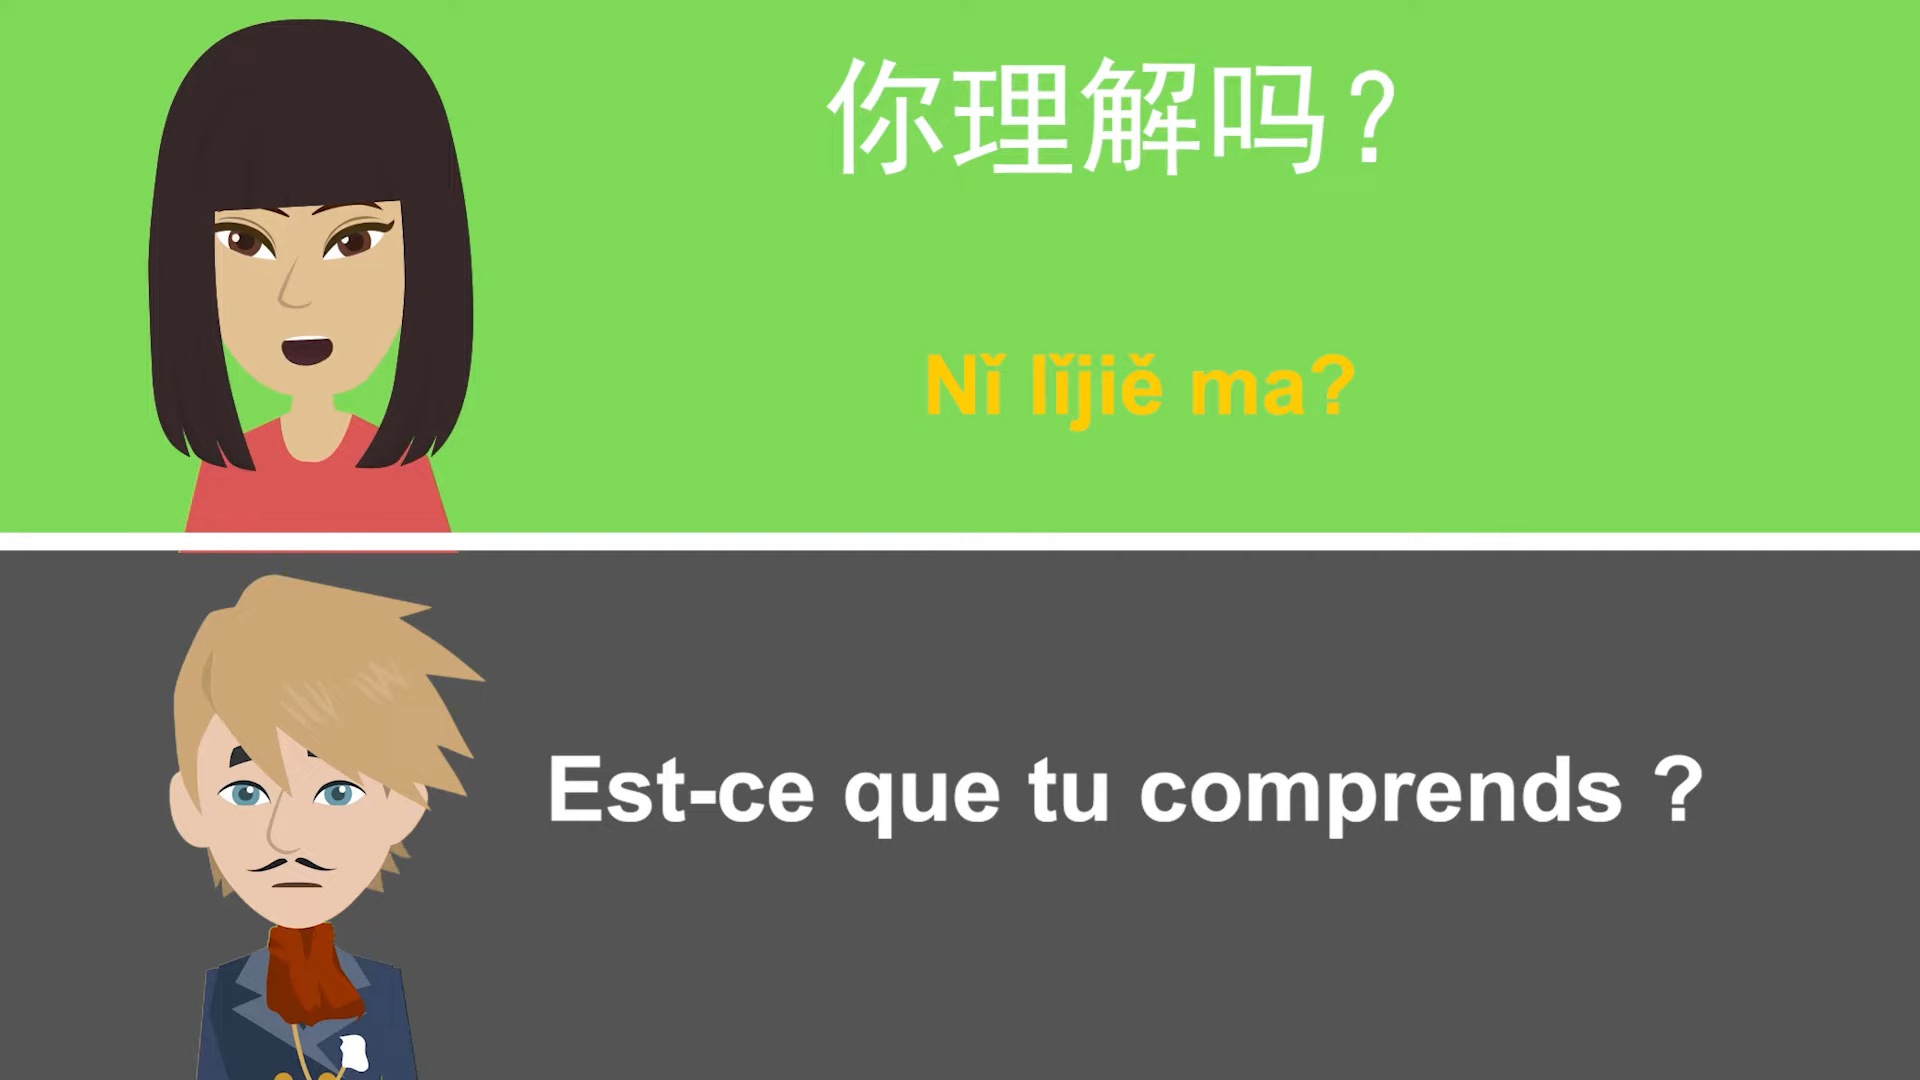 你理解吗?
Nǐ lǐjiě ma?
Est-ce que tu comprends ?